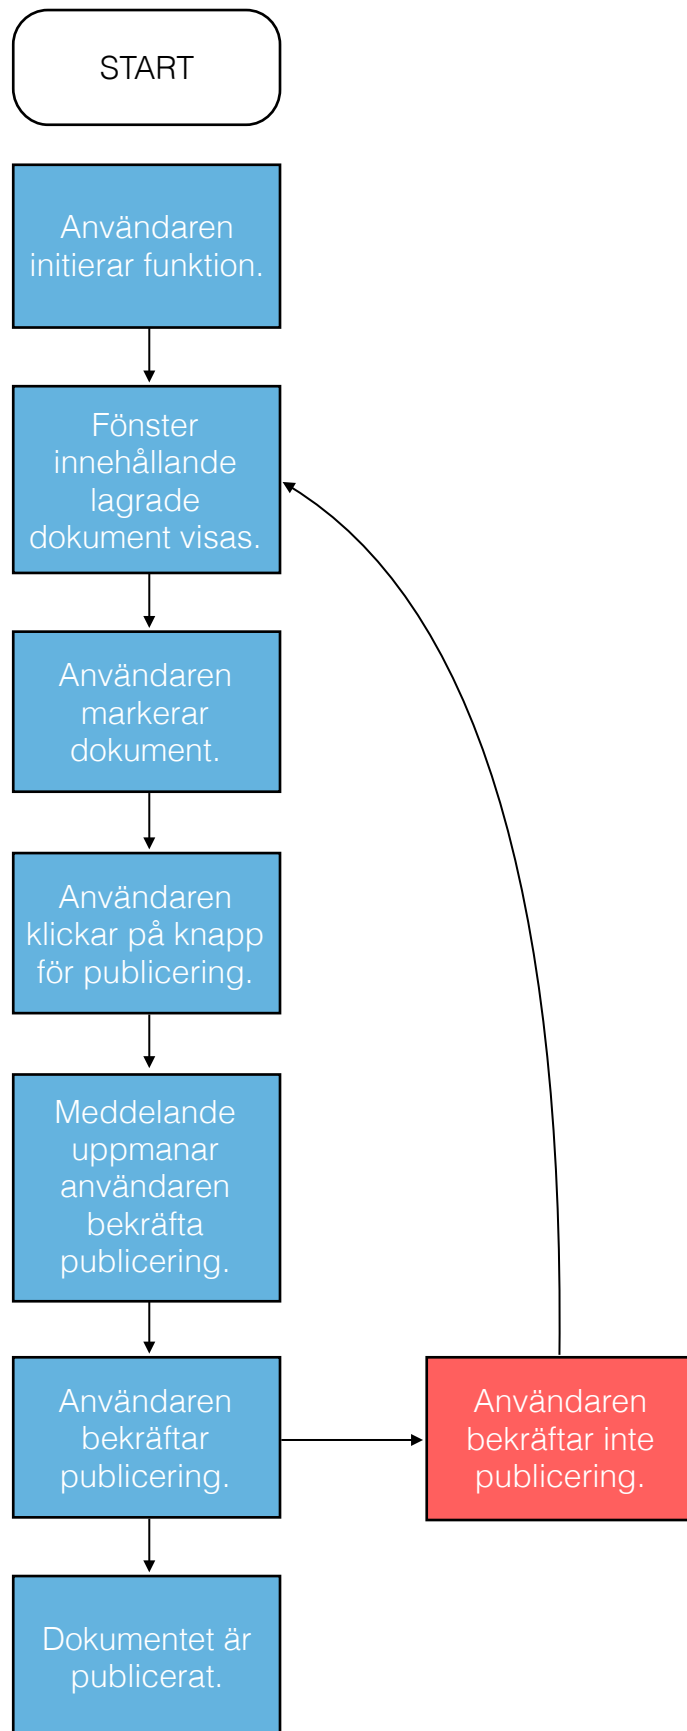 START
Användaren
initierar funktion.
Fönster
innehållande
lagrade
dokument visas.
Användaren
markerar
dokument.
Användaren
klickar på knapp
för publicering.
Meddelande
uppmanar
användaren
bekräfta
publicering.
Användaren
bekräftar
publicering.
Användaren
bekräftar inte
publicering.
Dokumentet är
publicerat.